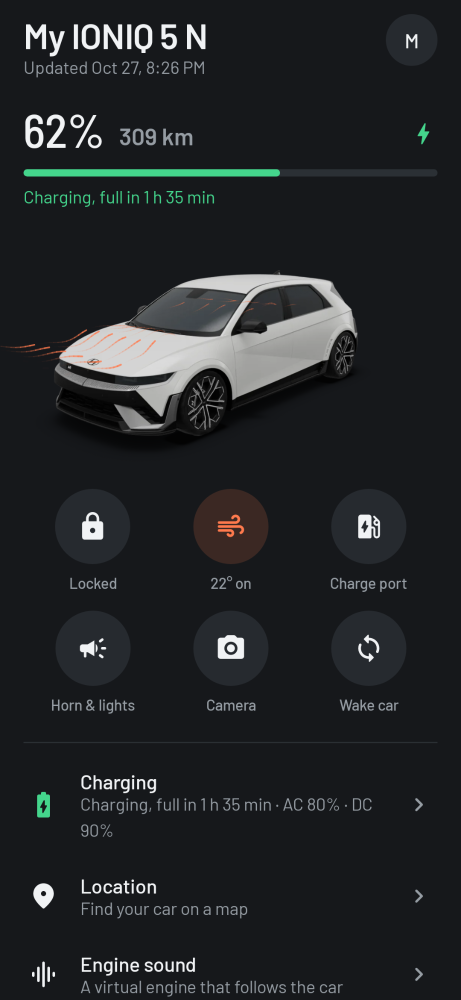 My IONIQ 5 N
M
Updated Oct 27, 8:26 PM
62%
309 km
Charging, full in 1 h 35 min
Locked
22° on
Charge port
Horn & lights
Camera
Wake car
Charging
Charging, full in 1 h 35 min · AC 80% · DC
90%
Location
Find your car on a map
Engine sound
A virtual engine that follows the car